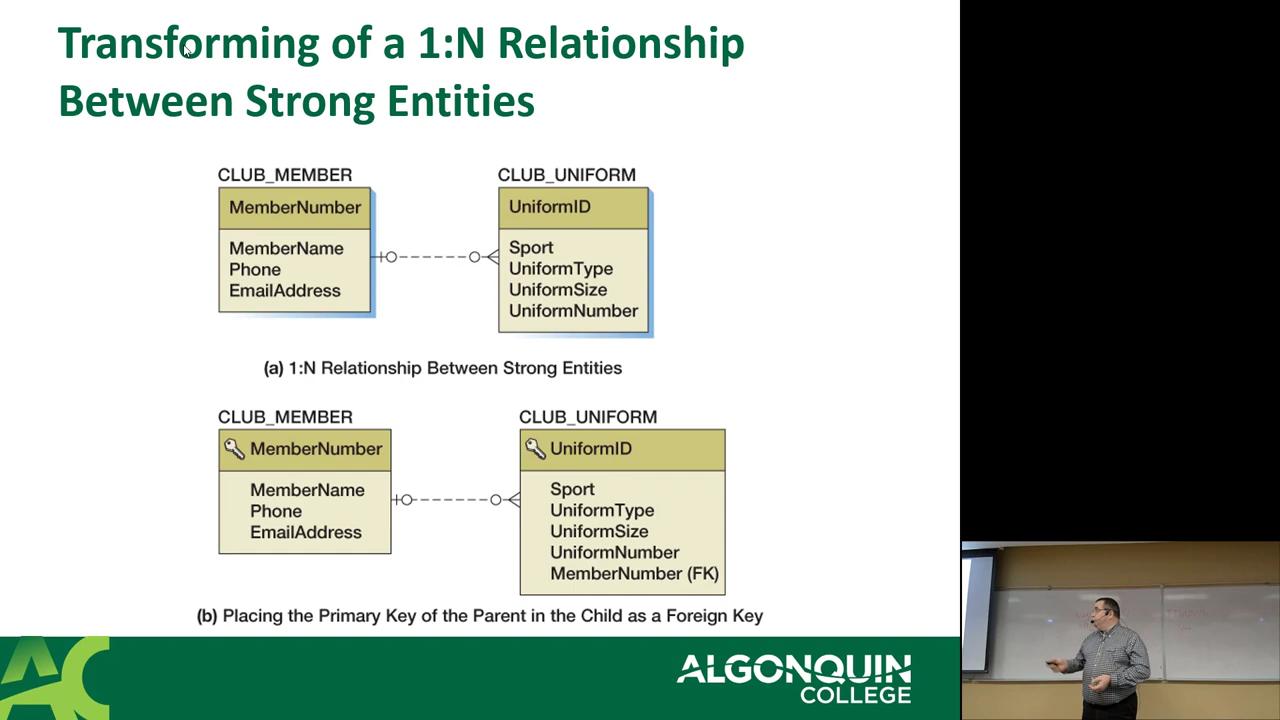 Transforming of a 1:N Relationship
Between Strong Entities
CLUB_MEMBER
MemberNumber
MemberName
Phone
EmailAddress
CLUB_UNIFORM
UniformID
Sport
UniformType
UniformSize
UniformNumber
(a) 1:N Relationship Between Strong Entities
CLUB_MEMBER
MemberNumber
MemberName
Phone
EmailAddress
CLUB_UNIFORM
UniformID
Sport
UniformType
UniformSize
UniformNumber
MemberNumber (FK)
(b) Placing the Primary Key of the Parent in the Child as a Foreign Key
AC
ALGONQUIN
COLLEGE